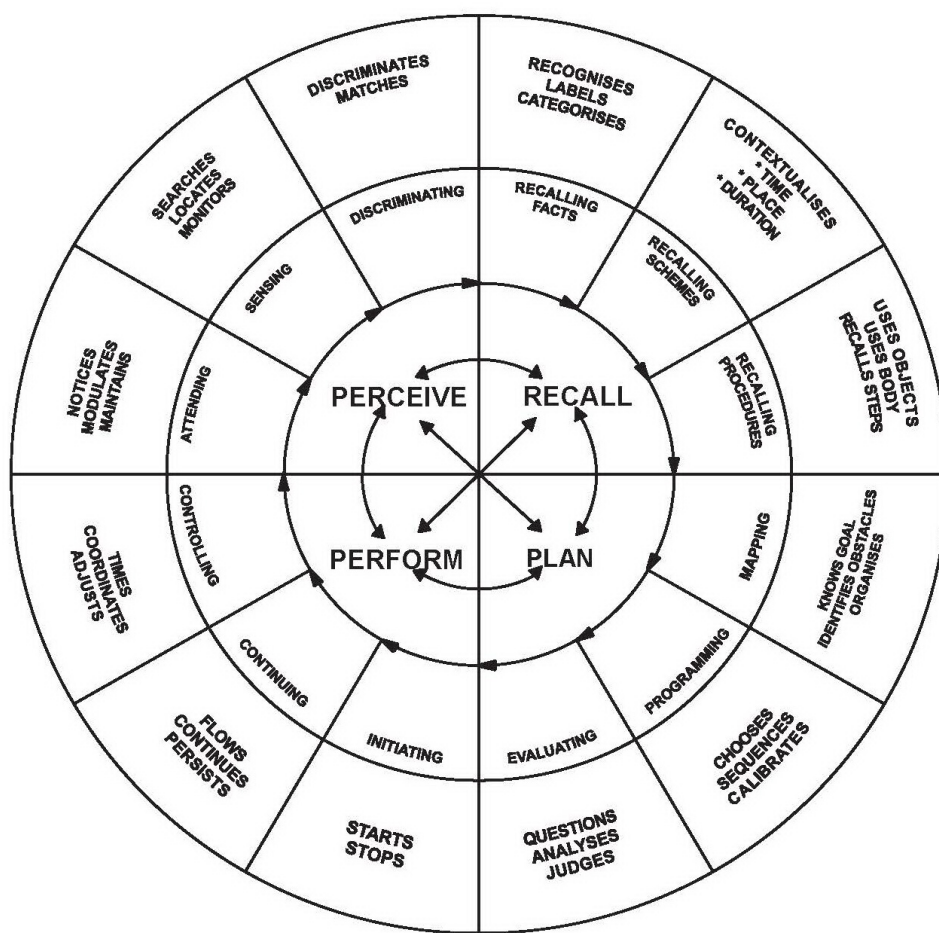 DISCRIMINATES
MATCHES
RECOGNISES
LABELS
CATEGORISES
CONTEXTUALISES
* TIME
* PLACE
* DURATION
USES OBJECTS
USES BODY
RECALLS STEPS
KNOWS GOAL
IDENTIFIES OBSTACLES
ORGANISES
CHOOSES
SEQUENCES
CALIBRATES
QUESTIONS
ANALYSES
JUDGES
STARTS
STOPS
FLOWS
CONTINUES
PERSISTS
TIMES
COORDINATES
ADJUSTS
NOTICES
MODULATES
MAINTAINS
SEARCHES
LOCATES
MONITORS
DISCRIMINATING
RECALLING
FACTS
RECALLING
SCHEMES
RECALLING
PROCEDURES
MAPPING
PROGRAMMING
EVALUATING
INITIATING
CONTINUING
CONTROLLING
ATTENDING
SENSING
PERCEIVE
RECALL
PERFORM
PLAN